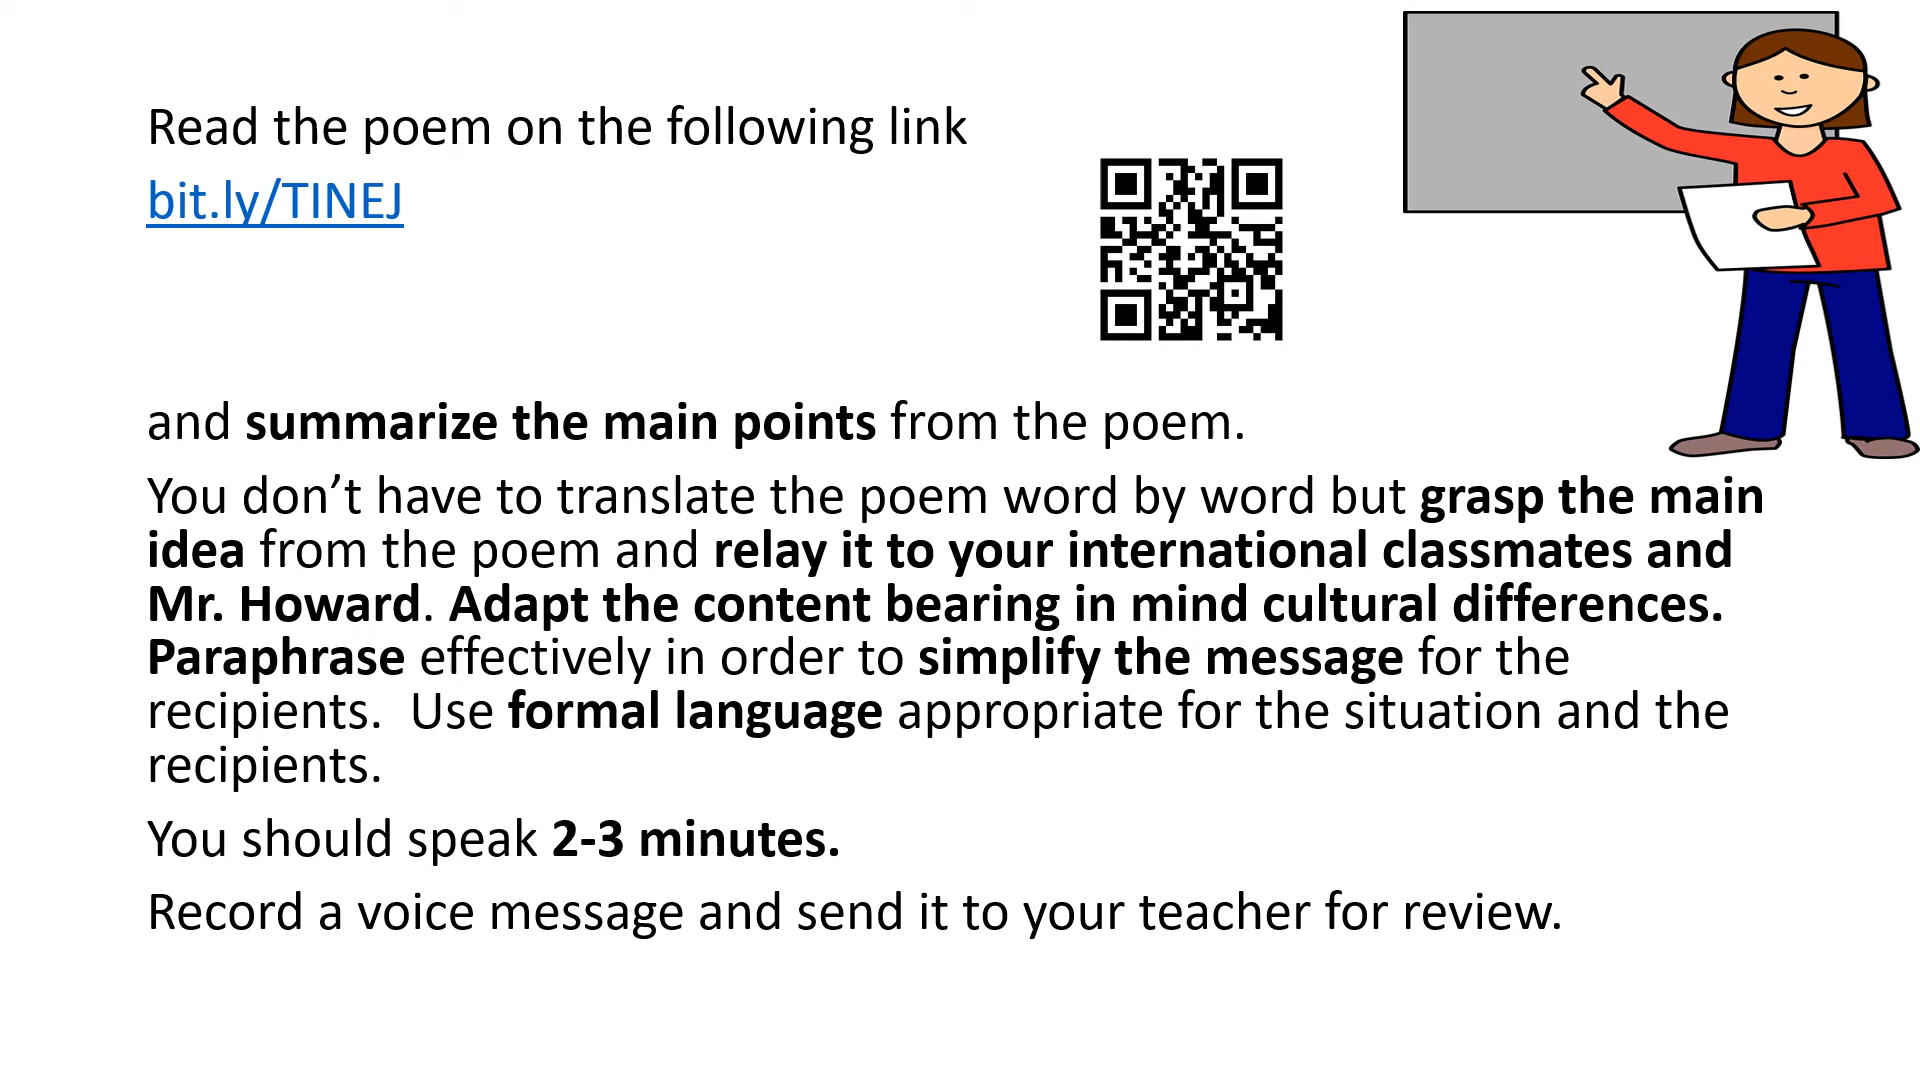 Read the poem on the following link
bit.ly/TINEJ
and summarize the main points from the poem.
You don’t have to translate the poem word by word but grasp the main
idea from the poem and relay it to your international classmates and
Mr. Howard. Adapt the content bearing in mind cultural differences.
Paraphrase effectively in order to simplify the message for the
recipients.  Use formal language appropriate for the situation and the
recipients.
You should speak 2-3 minutes.
Record a voice message and send it to your teacher for review.